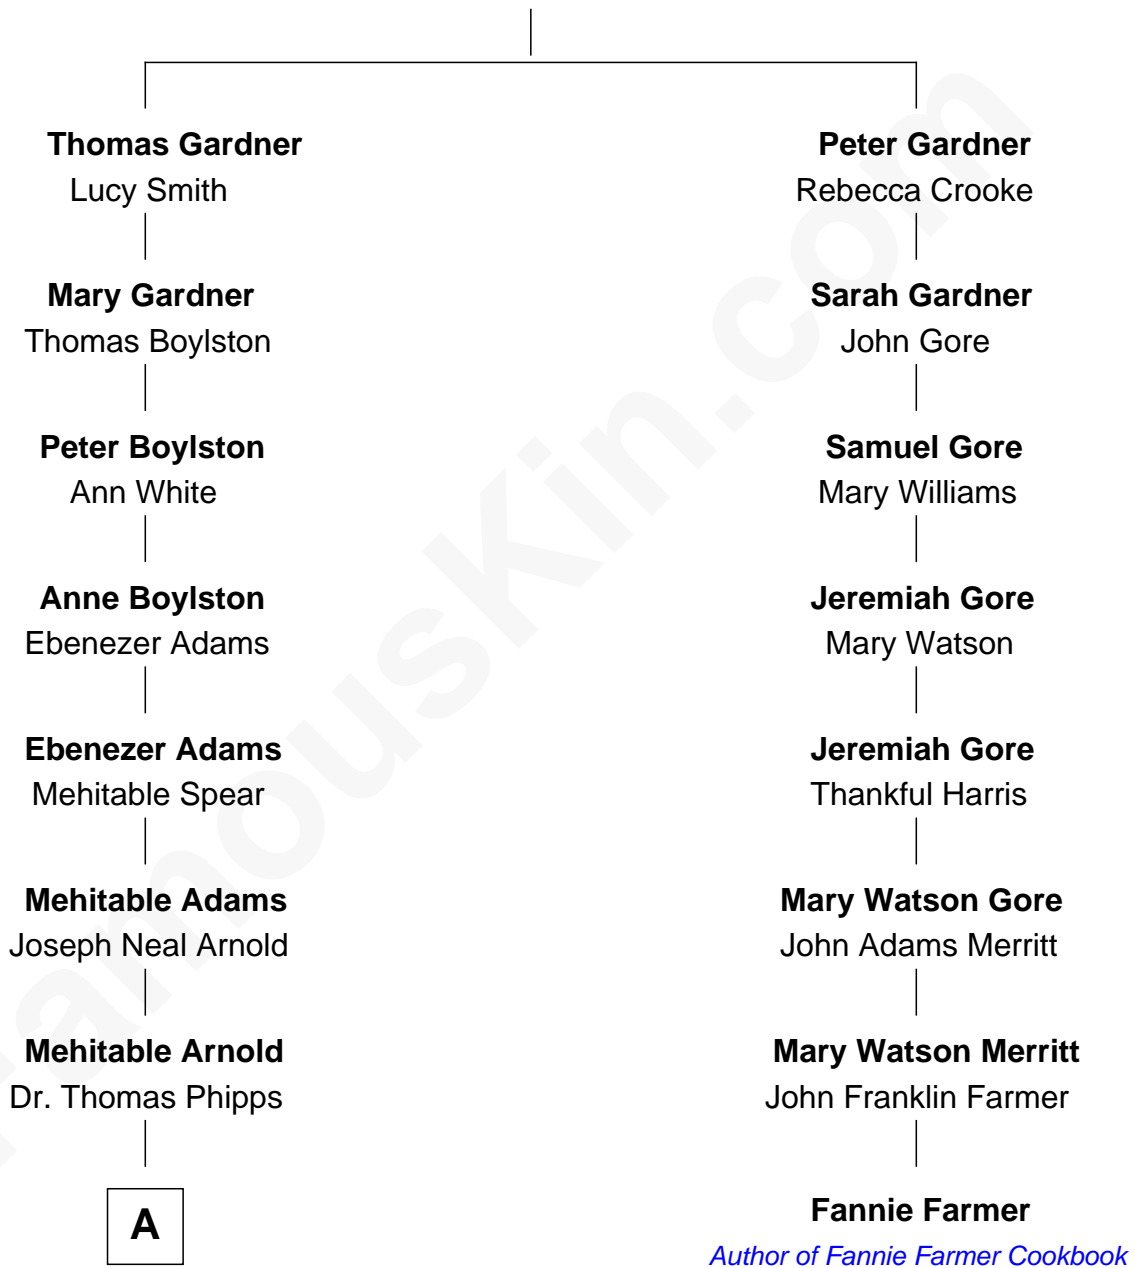 Thomas Gardner
Lucy Smith
Mary Gardner
Thomas Boylston
Peter Boylston
Ann White
Anne Boylston
Ebenezer Adams
Ebenezer Adams
Mehitable Spear
Mehitable Adams
Joseph Neal Arnold
Mehitable Arnold
Dr. Thomas Phipps
A
Peter Gardner
Rebecca Crooke
Sarah Gardner
John Gore
Samuel Gore
Mary Williams
Jeremiah Gore
Mary Watson
Jeremiah Gore
Thankful Harris
Mary Watson Gore
John Adams Merritt
Mary Watson Merritt
John Franklin Farmer
Fannie Farmer
Author of Fannie Farmer Cookbook
FamousKin.com